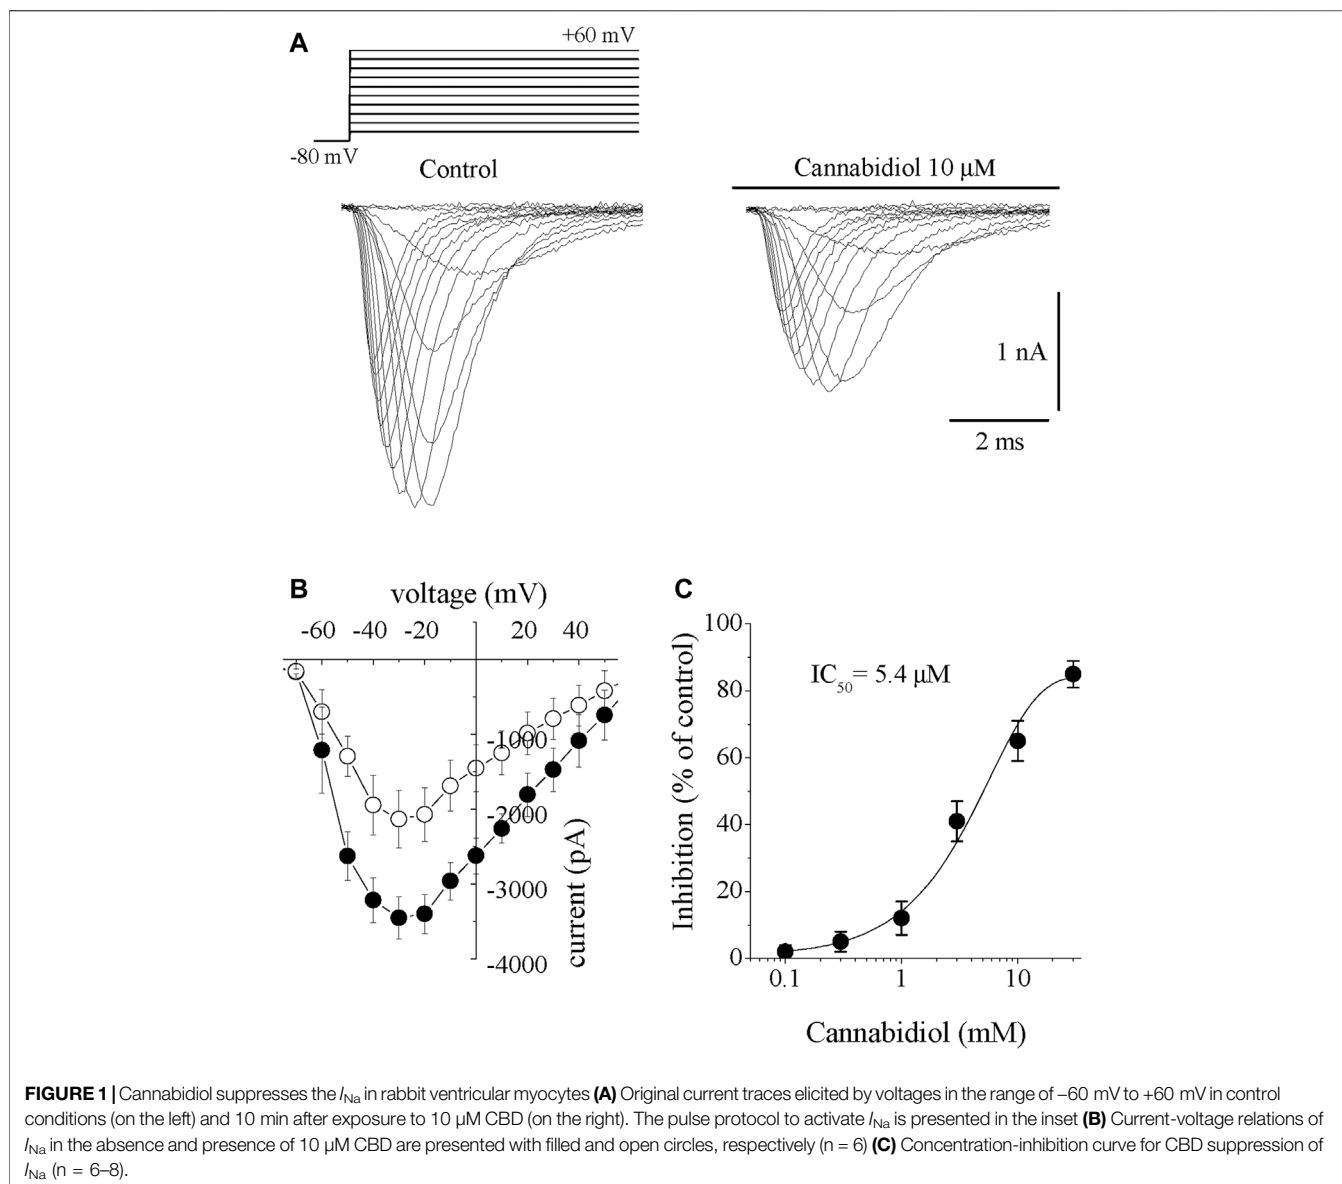 A
+60 mV
-80 mV
Control
Cannabidiol 10 µM
1 nA
2 ms
B
voltage (mV)
-60 -40 -20 20 40
-1000
-2000
-3000
-4000
current (pA)
C
Inhibition (% of control)
100
80
60
40
20
0
IC50= 5.4 µM
0.1 1 10
Cannabidiol (mM)
FIGURE 1 | Cannabidiol suppresses the INa in rabbit ventricular myocytes (A) Original current traces elicited by voltages in the range of −60 mV to +60 mV in control
conditions (on the left) and 10 min after exposure to 10 µM CBD (on the right). The pulse protocol to activate INa is presented in the inset (B) Current-voltage relations of
INa in the absence and presence of 10 µM CBD are presented with filled and open circles, respectively (n = 6) (C) Concentration-inhibition curve for CBD suppression of
INa (n = 6–8).